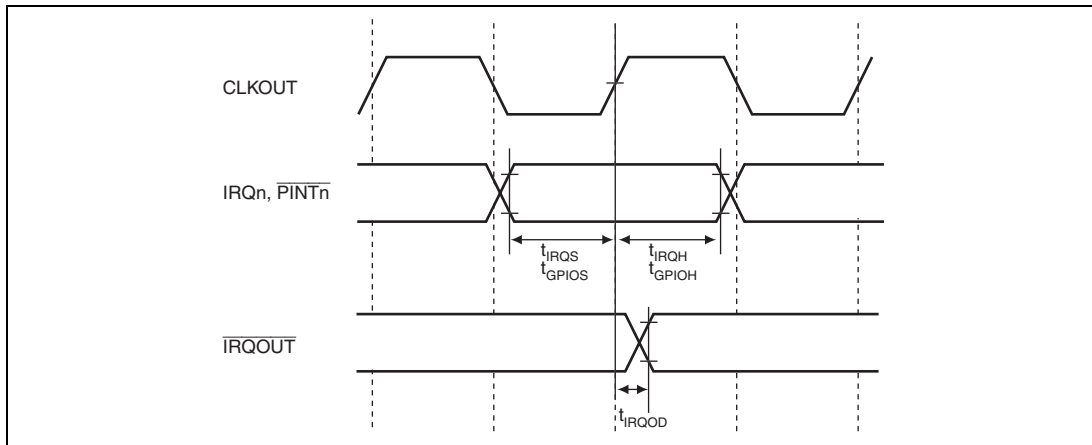 CLKOUT
IRQn, PINTn
tIRQS
tGPIOS
tIRQH
tGPIOH
IRQOUT
tIRQOD